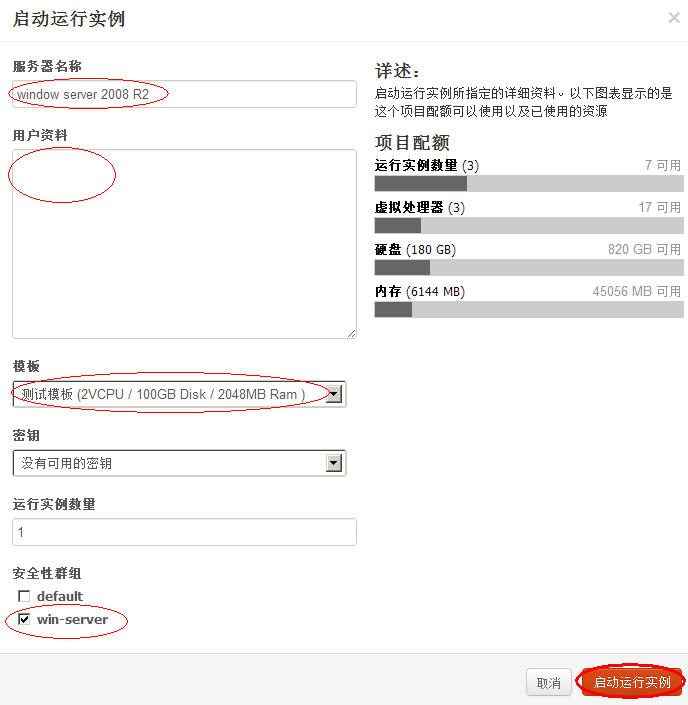 启动运行实例
×
服务器名称
window server 2008 R2
用户资料
模板
测试模板 (2VCPU / 100GB Disk / 2048MB Ram )
密钥
没有可用的密钥
运行实例数量
1
安全性群组
default
win-server
详述：
启动运行实例所指定的详细资料。以下图表显示的是
这个项目配额可以使用以及已使用的资源
项目配额
运行实例数量 (3) 7 可用
虚拟处理器 (3) 17 可用
硬盘 (180 GB) 820 GB 可用
内存 (6144 MB) 45056 MB 可用
取消 启动运行实例